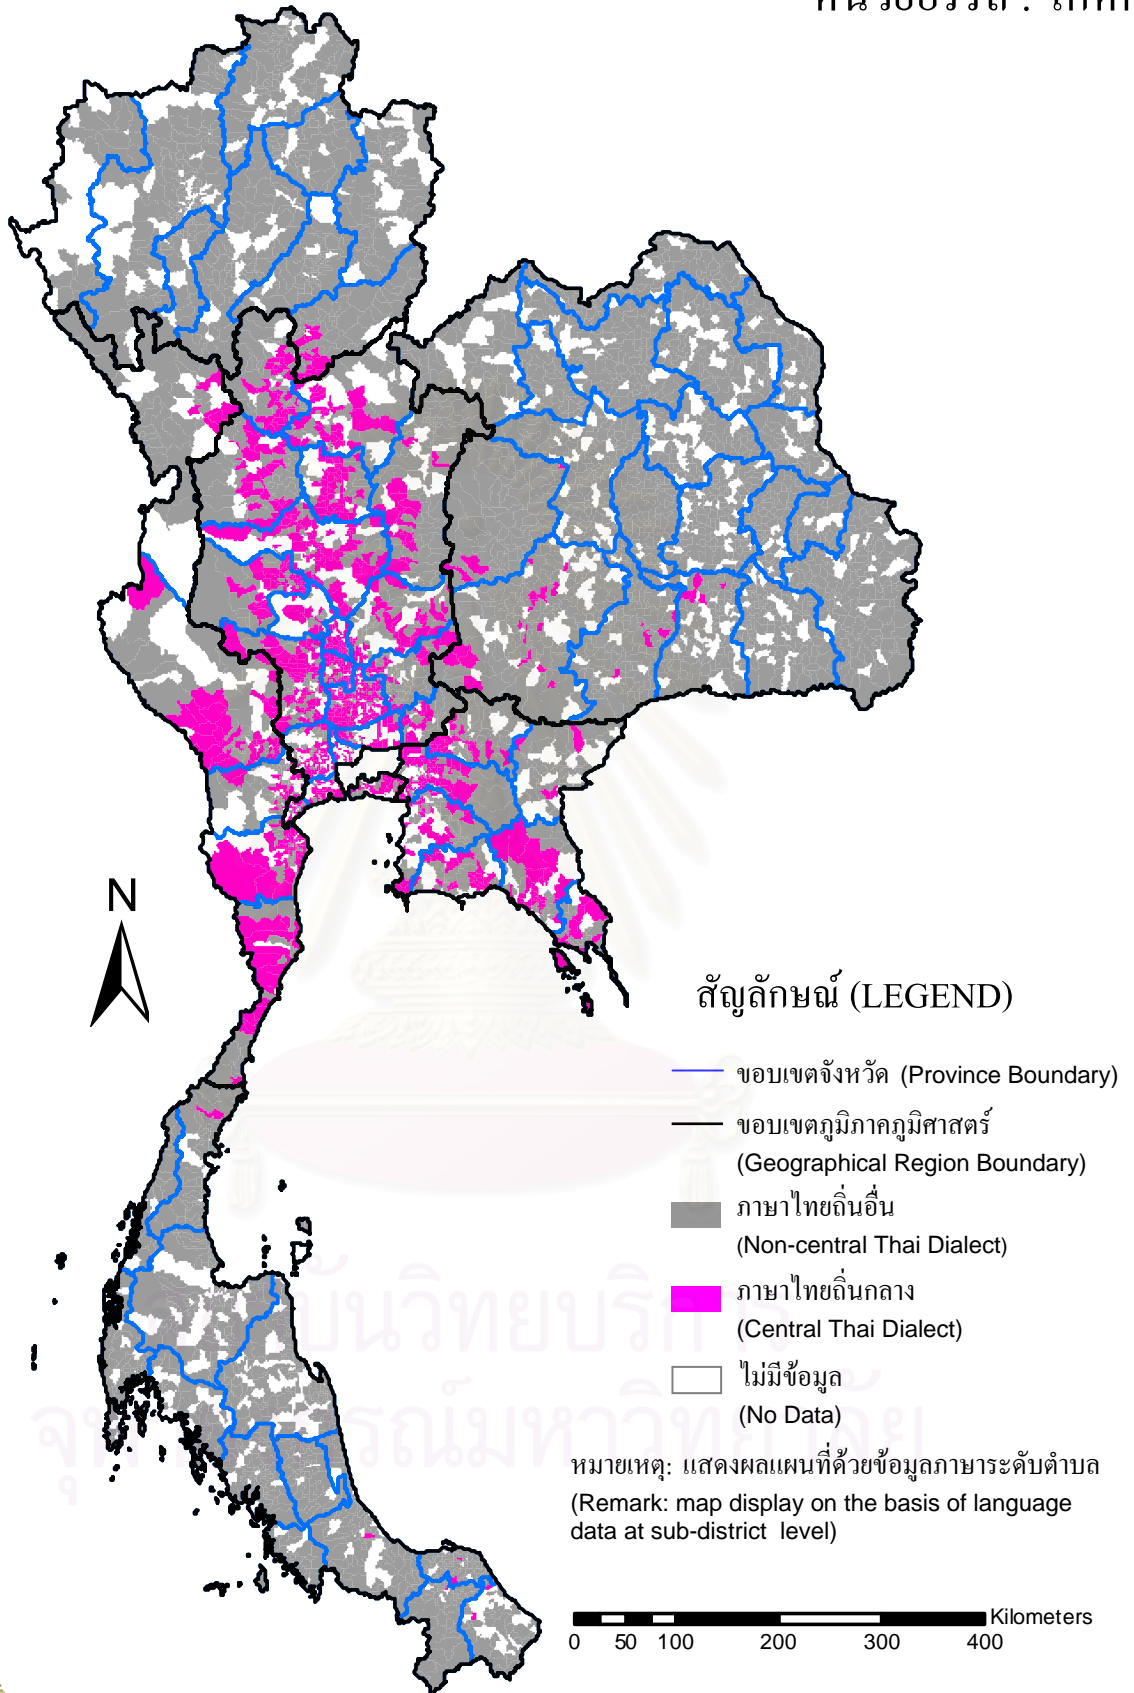 N
สัญลักษณ์ (LEGEND)
ขอบเขตจังหวัด (Province Boundary)
ขอบเขตภูมิภาคภูมิศาสตร์
(Geographical Region Boundary)
ภาษาไทยถิ่นอื่น
(Non-central Thai Dialect)
ภาษาไทยถิ่นกลาง
(Central Thai Dialect)
ไม่มีข้อมูล
(No Data)
หมายเหตุ: แสดงผลแผนที่ด้วยข้อมูลภาษาระดับตำบล
(Remark: map display on the basis of language
data at sub-district level)
Kilometers
0 50 100 200 300 400